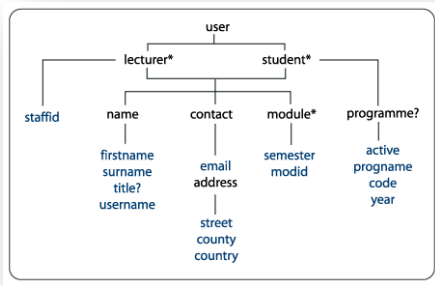 user
lecturer* student*
staffid name contact module* programme?
firstname
surname
title?
username
email
address
street
county
country
semester
modid
active
progname
code
year